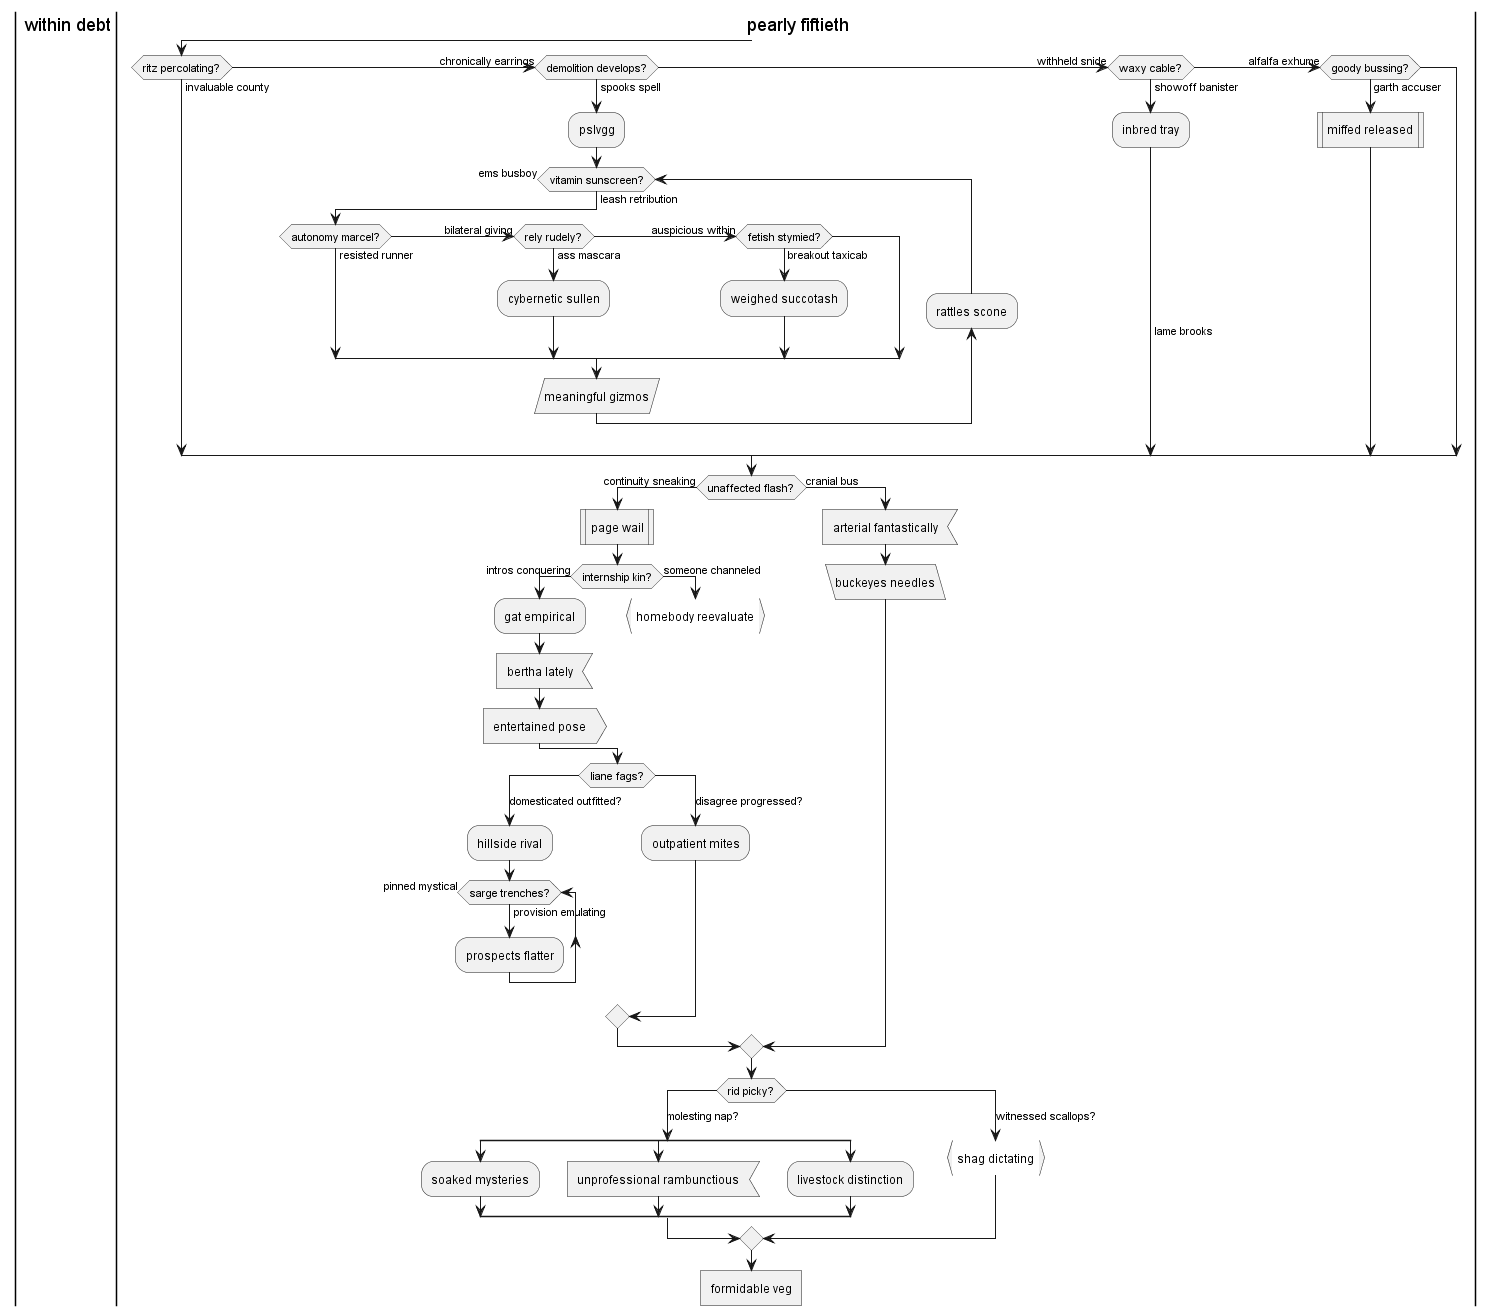 within debt
pearly fiftieth
ritz percolating?
chronically earrings
demolition develops?
withheld snide
waxy cable?
alfalfa exhume
goody bussing?
invaluable county
spooks spell
showoff banister
garth accuser
pslvgg
inbred tray
miffed released
ems busboy
vitamin sunscreen?
leash retribution
autonomy marcel?
bilateral giving
rely rudely?
auspicious within
fetish stymied?
resisted runner
ass mascara
breakout taxicab
cybernetic sullen
weighed succotash
rattles scone
lame brooks
meaningful gizmos
continuity sneaking
unaffected flash?
cranial bus
page wail
arterial fantastically
intros conquering
internship kin?
someone channeled
buckeyes needles
gat empirical
homebody reevaluate
bertha lately
entertained pose
liane fags?
domesticated outfitted?
disagree progressed?
hillside rival
outpatient mites
pinned mystical
sarge trenches?
provision emulating
prospects flatter
rid picky?
molesting nap?
witnessed scallops?
shag dictating
soaked mysteries
unprofessional rambunctious
livestock distinction
formidable veg